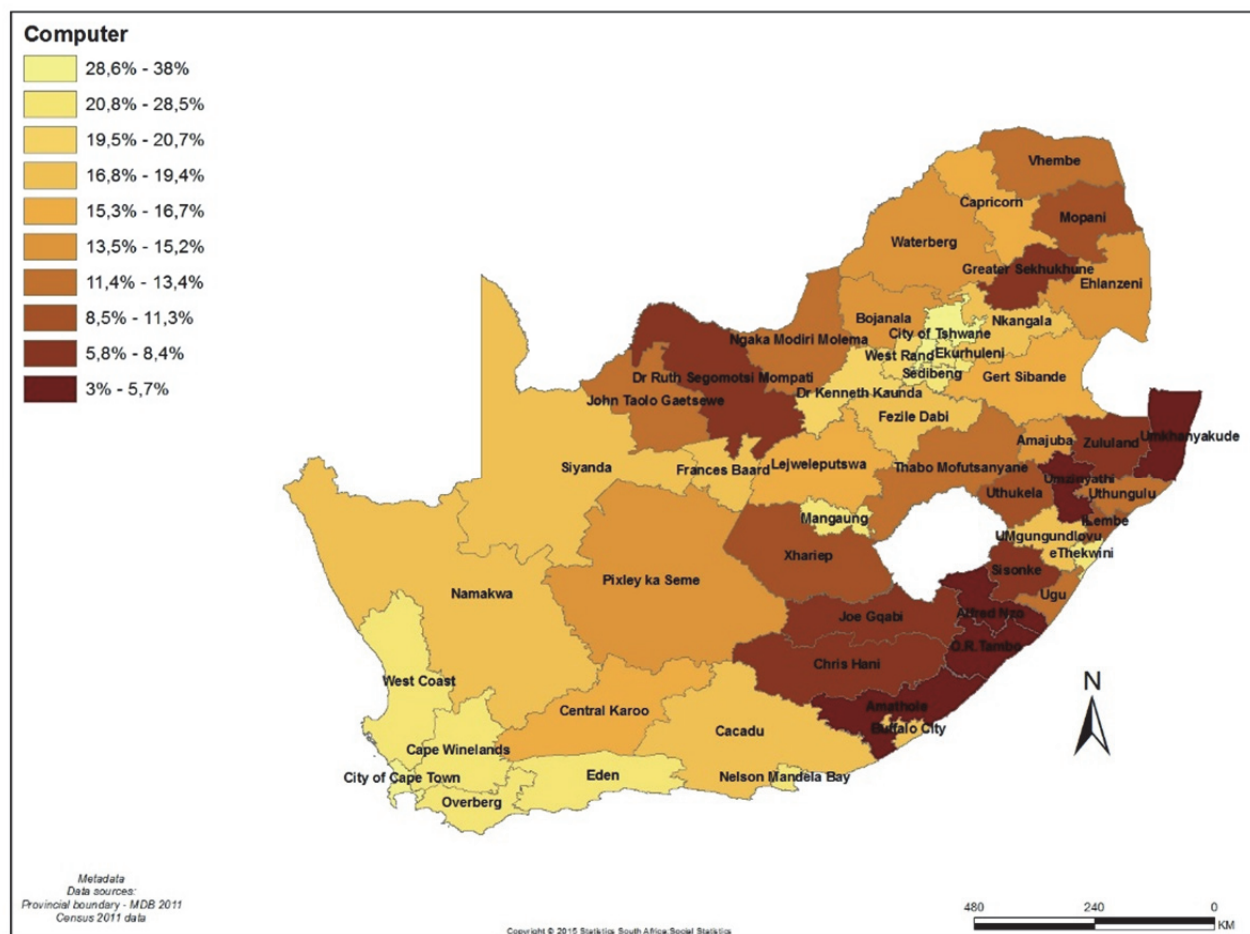 Computer
28,6% - 38%
20,8% - 28,5%
19,5% - 20,7%
16,8% - 19,4%
15,3% - 16,7%
13,5% - 15,2%
11,4% - 13,4%
8,5% - 11,3%
5,8% - 8,4%
3% - 5,7%
Vhembe
Capricorn
Mopani
Waterberg
Greater Sekhukhune
Ehlanzeni
Bojanala
Nkangala
City of Tshwane
Ngaka Modiri Molema
West Rand
Ekurhuleni
Sedibeng
Gert Sibande
Dr Ruth Segomotsi Mompati
Dr Kenneth Kaunda
John Taolo Gaetsewe
Fezile Dabi
Amajuba
Zululand
Umkhanyakude
Siyanda
Frances Baard
Lejweleputswa
Thabo Mofutsanyane
Umzinyathi
Uthukela
Uthungulu
Mangaung
iLembe
UMgungundlovu
eThekwini
Xhariep
Sisonke
Pixley ka Seme
Namakwa
Ugu
Joe Gqabi
Alfred Nzo
O.R.Tambo
Chris Hani
West Coast
Central Karoo
Amathole
Buffalo City
Cacadu
Cape Winelands
City of Cape Town
Eden
Nelson Mandela Bay
Overberg
N
Metadata
Data sources:
Provincial boundary - MDB 2011
Census 2011 data
480 240 0
KM
Copyright © 2015 Statistics South Africa:Social Statistics